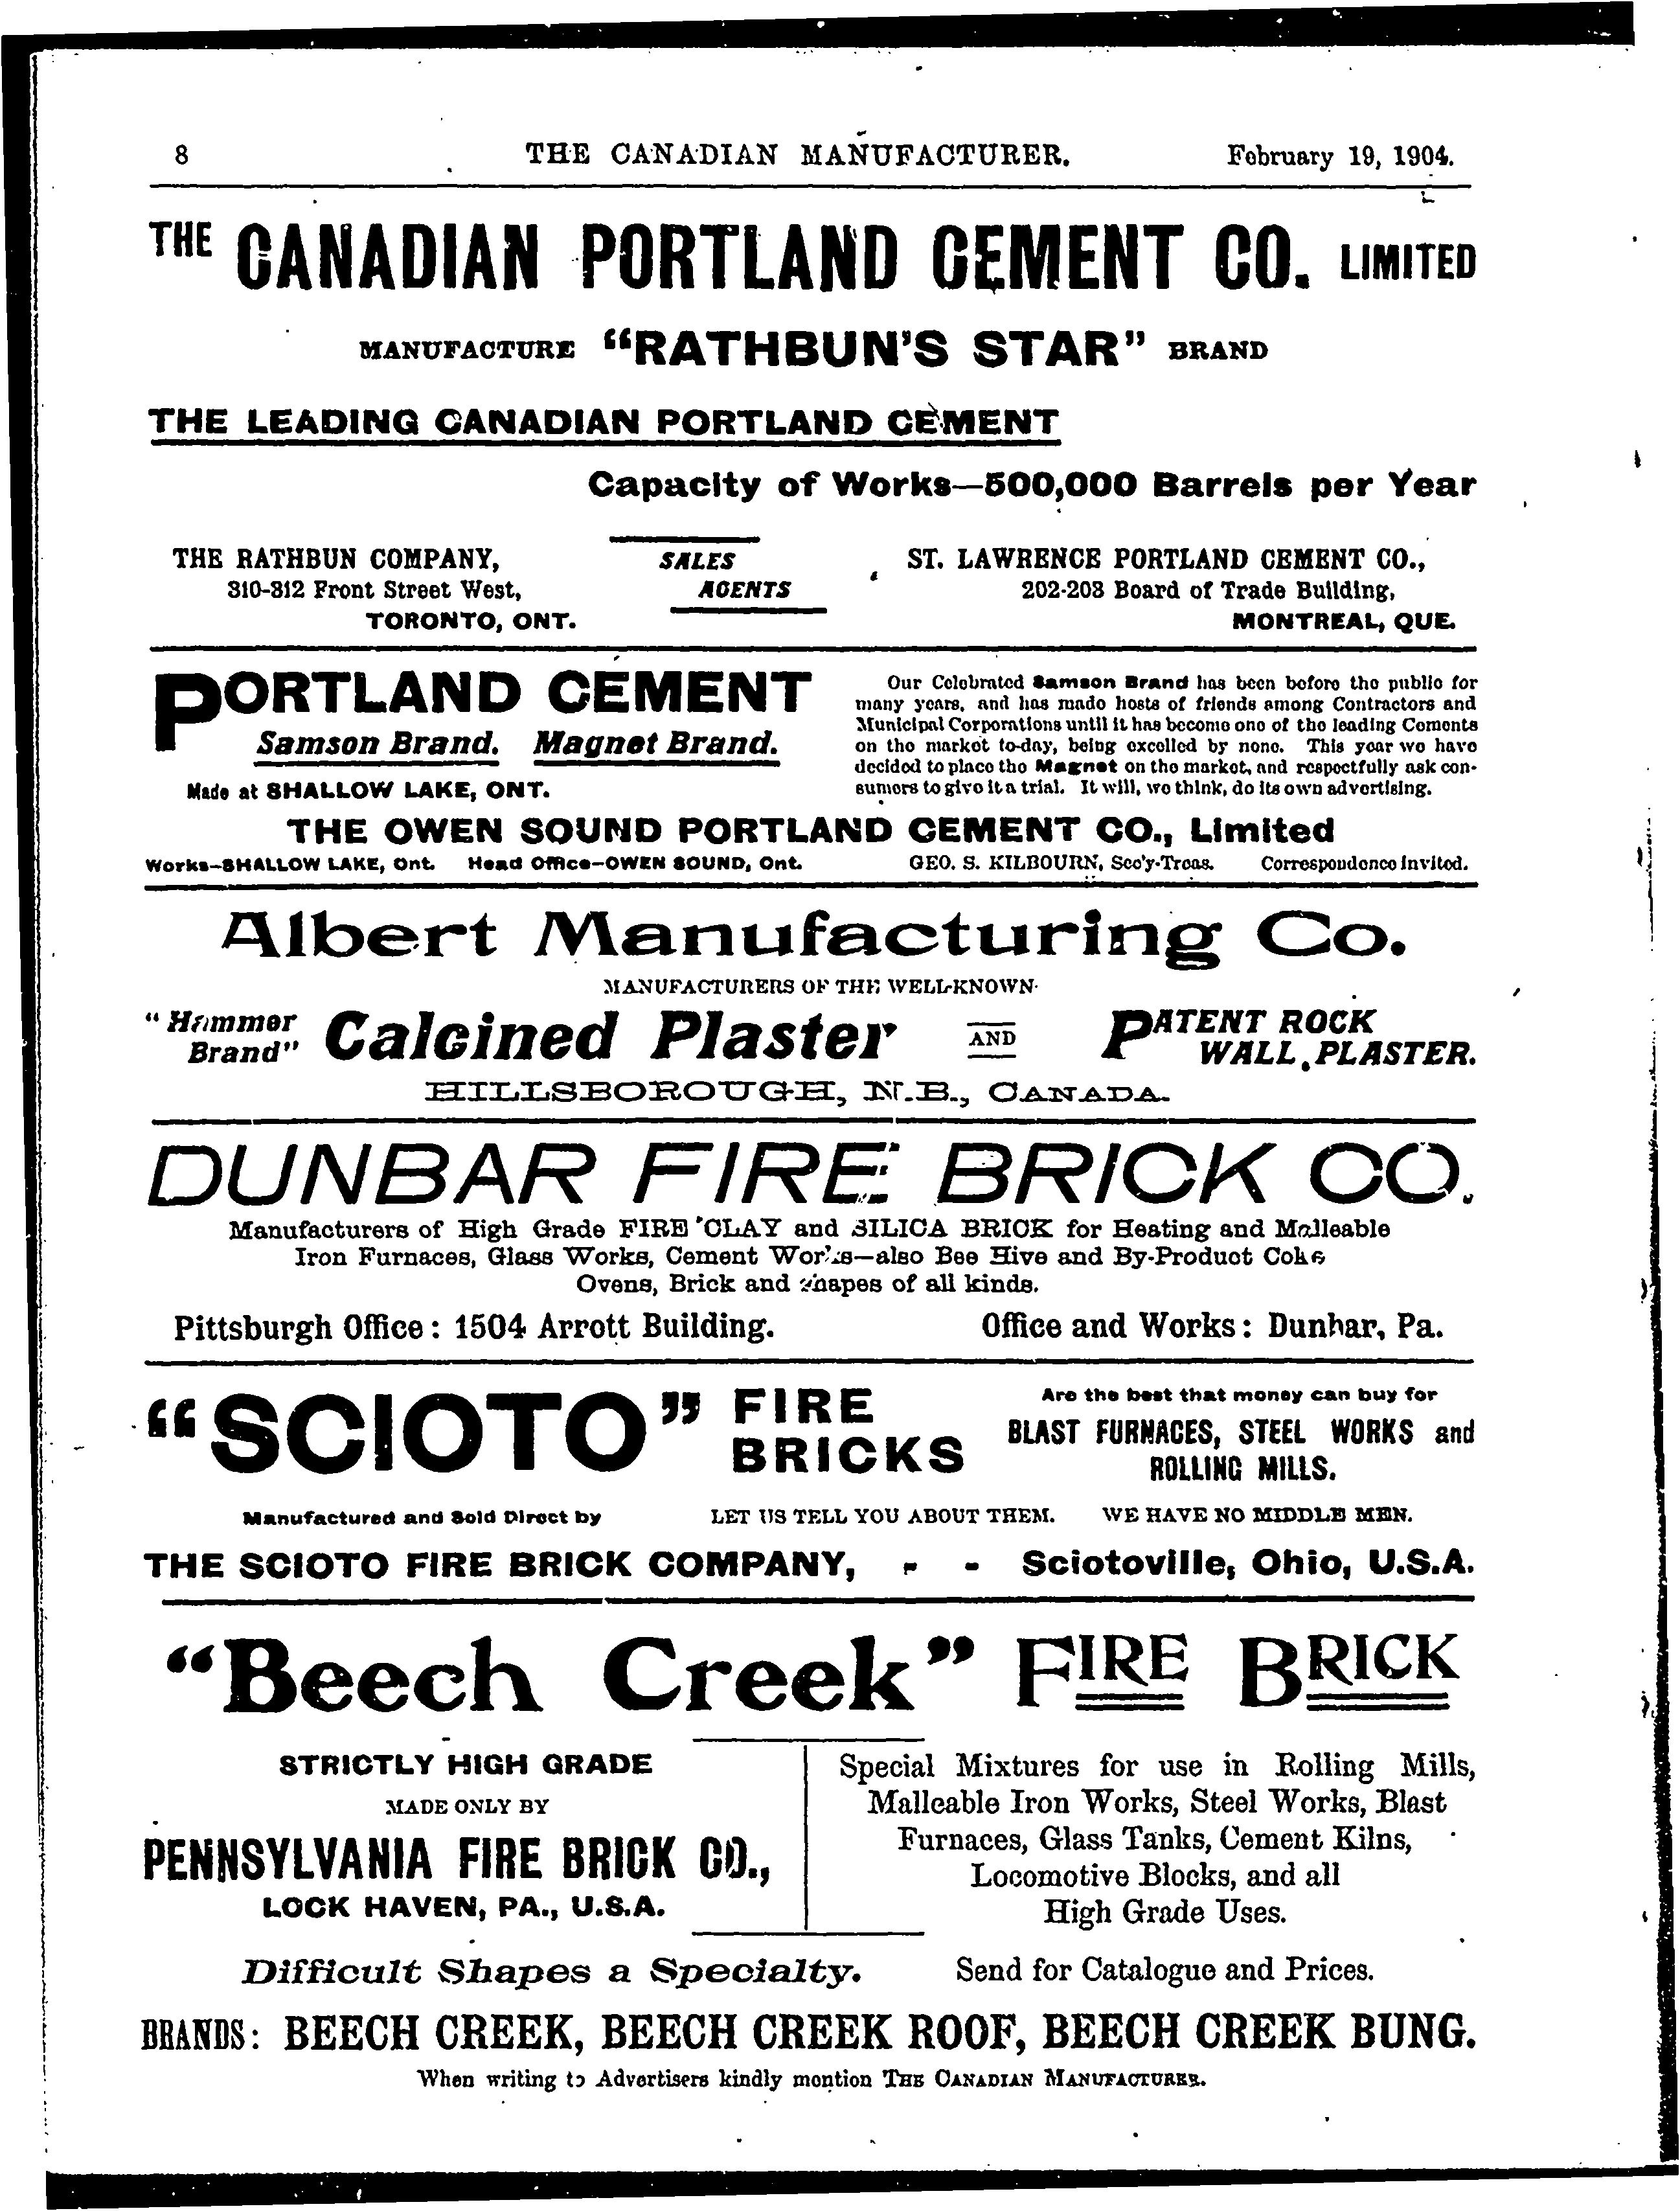 8 THE CANADIAN MANUFACTURER. February 19, 1904.
THE CANADIAN PORTLAND CEMENT CO. LIMITED
MANUFACTURE "RATHBUN'S STAR" BRAND
THE LEADING CANADIAN PORTLAND CEMENT
Capacity of Works—500,000 Barrels per Year
THE RATHBUN COMPANY,
310-312 Front Street West,
TORONTO, ONT.
SALES
AGENTS
ST. LAWRENCE PORTLAND CEMENT CO.,
202-203 Board of Trade Building,
MONTREAL, QUE.
PORTLAND CEMENT
Samson Brand. Magnet Brand.
Made at SHALLOW LAKE, ONT.
Our Celebrated Samson Brand has been before the public for
many years, and has made hosts of friends among Contractors and
Municipal Corporations until it has become one of the leading Cements
on the market to-day, being excelled by none. This year we have
decided to place the Magnet on the market, and respectfully ask con-
sumers to give it a trial. It will, we think, do its own advertising.
THE OWEN SOUND PORTLAND CEMENT CO., Limited
Works—SHALLOW LAKE, Ont. Head Office—OWEN SOUND, Ont. GEO. S. KILBOURN, Sec'y-Treas. Correspondence Invited.
Albert Manufacturing Co.
MANUFACTURERS OF THE WELL-KNOWN
"Hammer
Brand" Calcined Plaster AND PATENT ROCK
WALL PLASTER.
HILLSBOROUGH, N.B., CANADA.
DUNBAR FIRE BRICK CO.
Manufacturers of High Grade FIRE CLAY and SILICA BRICK for Heating and Malleable
Iron Furnaces, Glass Works, Cement Works—also Bee Hive and By-Product Coke
Ovens, Brick and Shapes of all kinds.
Pittsburgh Office: 1504 Arrott Building. Office and Works: Dunbar, Pa.
"SCIOTO" FIRE
BRICKS
Are the best that money can buy for
BLAST FURNACES, STEEL WORKS and
ROLLING MILLS.
Manufactured and Sold Direct by LET US TELL YOU ABOUT THEM. WE HAVE NO MIDDLE MEN.
THE SCIOTO FIRE BRICK COMPANY, - - Sciotoville, Ohio, U.S.A.
"Beech Creek" FIRE BRICK
STRICTLY HIGH GRADE
MADE ONLY BY
PENNSYLVANIA FIRE BRICK CO.,
LOCK HAVEN, PA., U.S.A.
Special Mixtures for use in Rolling Mills,
Malleable Iron Works, Steel Works, Blast
Furnaces, Glass Tanks, Cement Kilns,
Locomotive Blocks, and all
High Grade Uses.
Difficult Shapes a Specialty. Send for Catalogue and Prices.
BRANDS: BEECH CREEK, BEECH CREEK ROOF, BEECH CREEK BUNG.
When writing to Advertisers kindly mention THE CANADIAN MANUFACTURER.